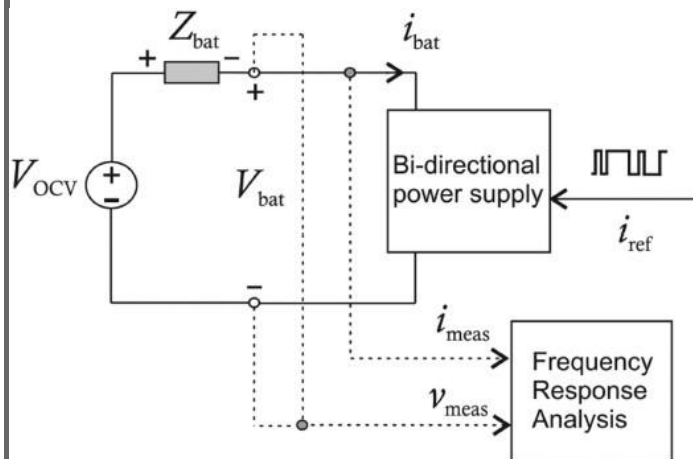 Z_bat
i_bat
+ -
+
V_OCV
+
-
V_bat
Bi-directional
power supply
i_ref
-
i_meas
v_meas
Frequency
Response
Analysis